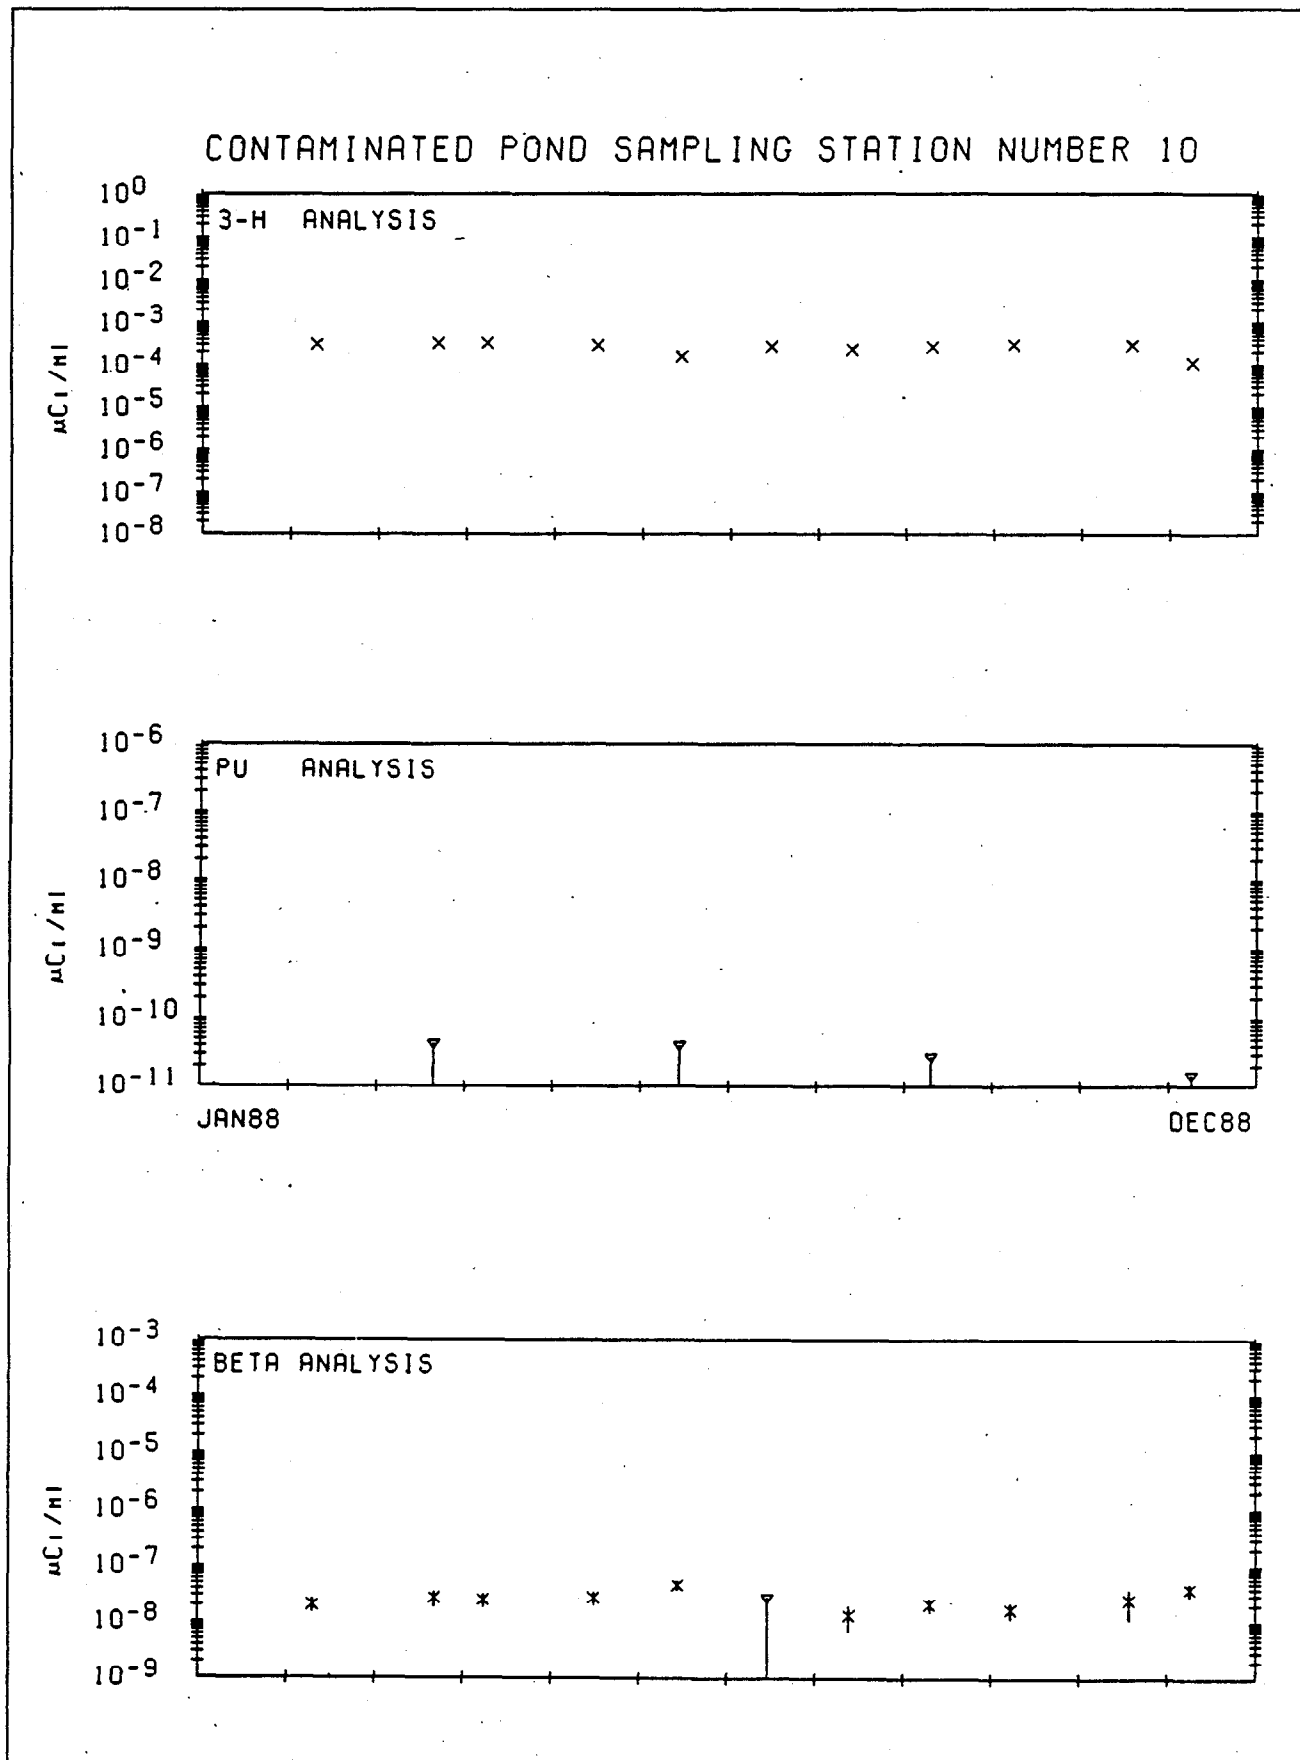 CONTAMINATED POND SAMPLING STATION NUMBER 10
3-H ANALYSIS
10⁰
10⁻¹
10⁻²
10⁻³
10⁻⁴
10⁻⁵
10⁻⁶
10⁻⁷
10⁻⁸
μCi/ml
PU ANALYSIS
10⁻⁶
10⁻⁷
10⁻⁸
10⁻⁹
10⁻¹⁰
10⁻¹¹
μCi/ml
JAN88 DEC88
BETA ANALYSIS
10⁻³
10⁻⁴
10⁻⁵
10⁻⁶
10⁻⁷
10⁻⁸
10⁻⁹
μCi/ml